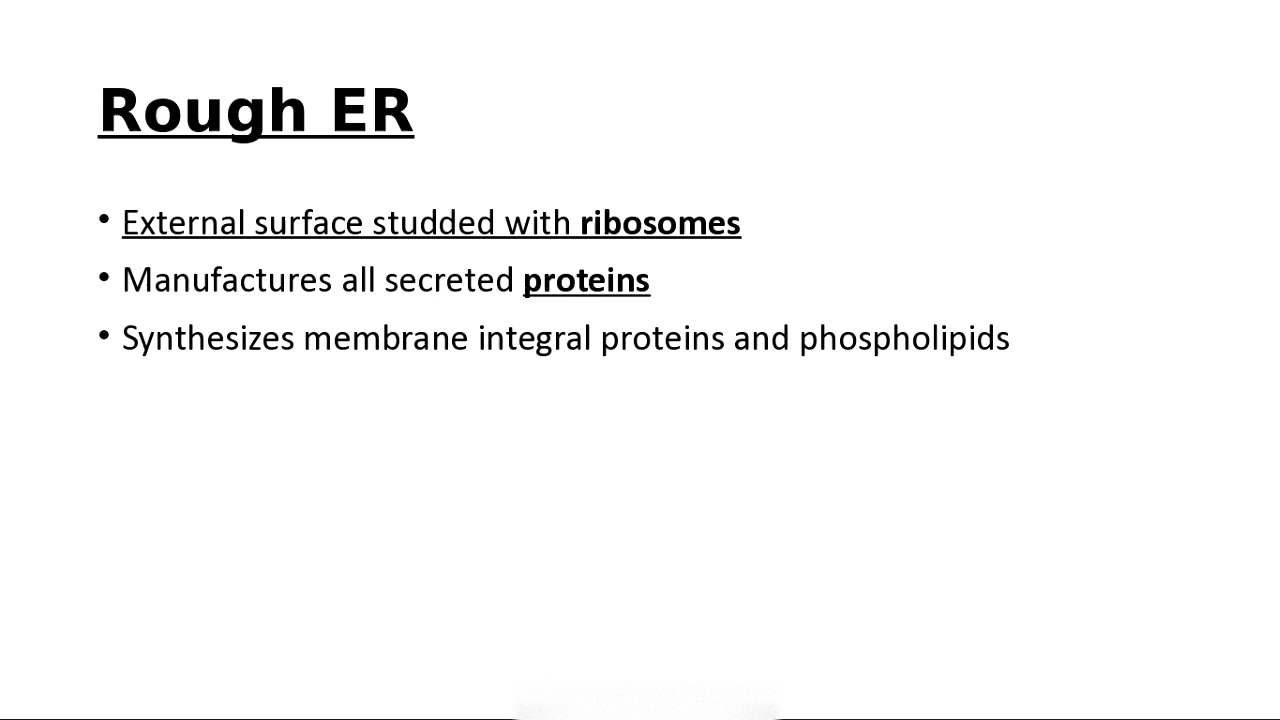 Rough ER
• External surface studded with ribosomes
• Manufactures all secreted proteins
• Synthesizes membrane integral proteins and phospholipids